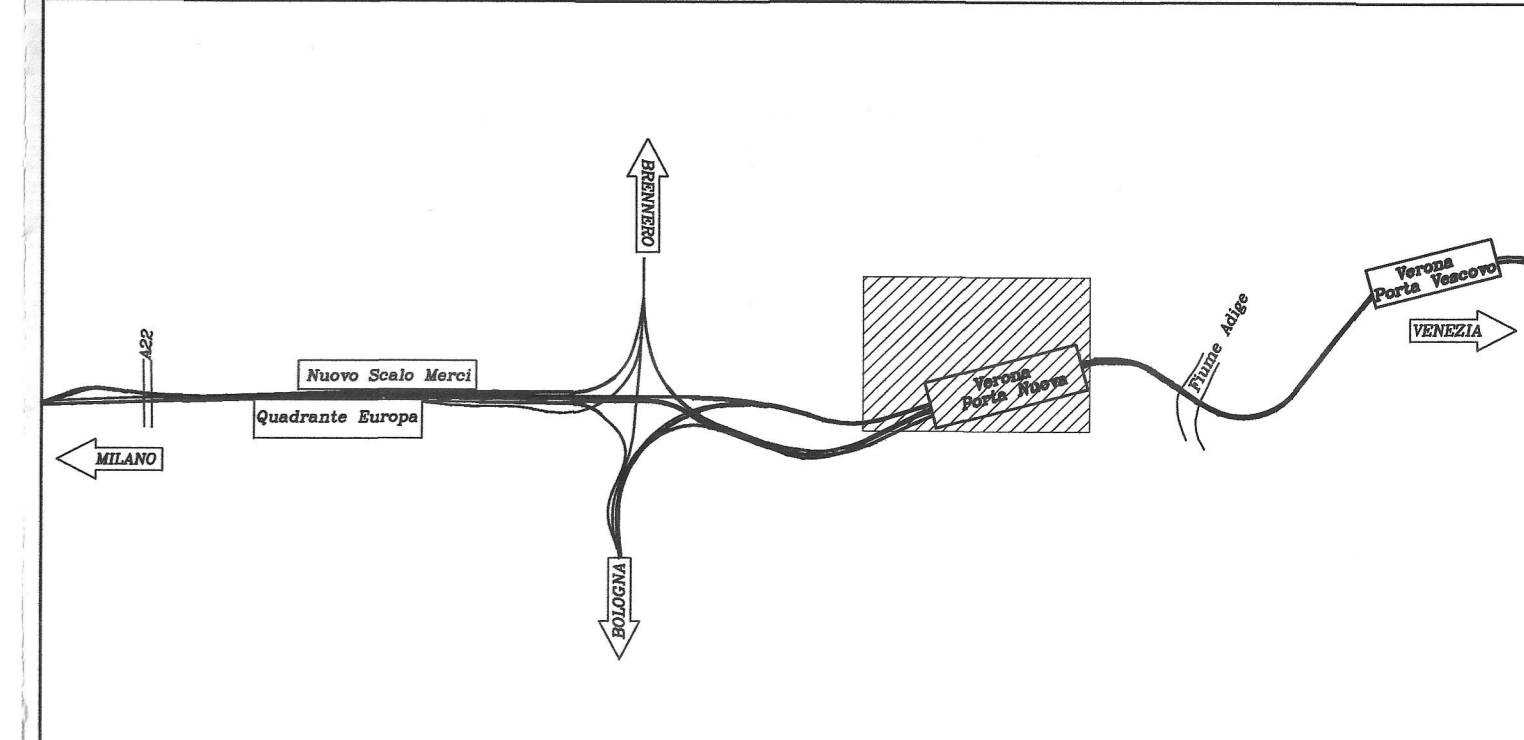 BRENNERO
Verona
Porta Vescovo
VENEZIA
Fiume Adige
A22
Nuovo Scalo Merci
Verona
Porta Nuova
Quadrante Europa
MILANO
BOLOGNA